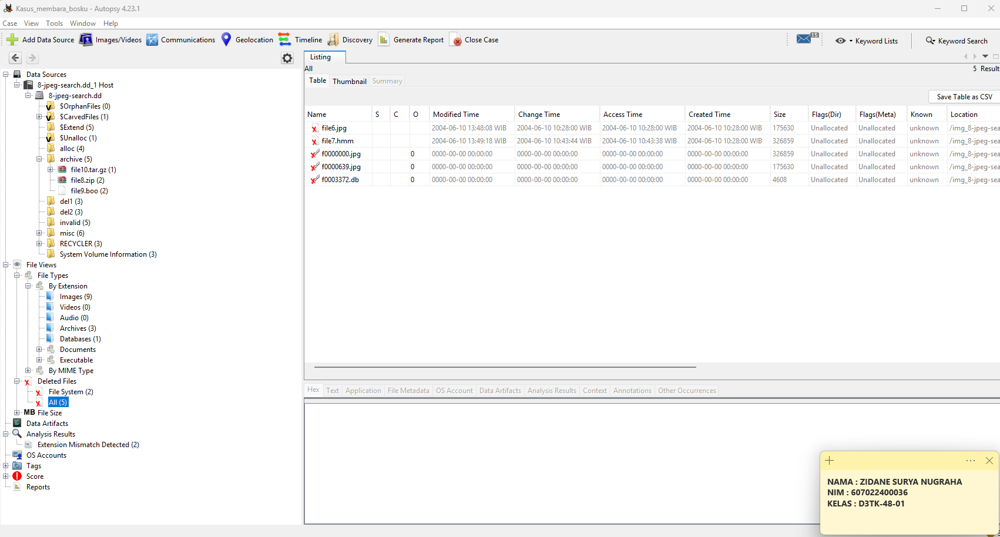 Kasus_membara_bosku - Autopsy 4.23.1
Case View Tools Window Help
Add Data Source Images/Videos Communications Geolocation Timeline Discovery Generate Report Close Case 15 Keyword Lists Keyword Search
Data Sources
8-jpeg-search.dd_1 Host
8-jpeg-search.dd
$OrphanFiles (0)
$CarvedFiles (1)
$Extend (5)
$Unalloc (1)
alloc (4)
archive (5)
file10.tar.gz (1)
file8.zip (2)
file9.boo (2)
del1 (3)
del2 (3)
invalid (5)
misc (6)
RECYCLER (3)
System Volume Information (3)
File Views
File Types
By Extension
Images (9)
Videos (0)
Audio (0)
Archives (3)
Databases (1)
Documents
Executable
By MIME Type
Deleted Files
File System (2)
All (5)
MB File Size
Data Artifacts
Analysis Results
Extension Mismatch Detected (2)
OS Accounts
Tags
Score
Reports
Listing
All
5 Result
Table Thumbnail Summary
Save Table as CSV
Name S C O Modified Time Change Time Access Time Created Time Size Flags(Dir) Flags(Meta) Known Location
file6.jpg 2004-06-10 13:48:08 WIB 2004-06-10 10:28:00 WIB 2004-06-10 10:28:00 WIB 2004-06-10 10:28:00 WIB 175630 Unallocated Unallocated unknown /img_8-jpeg-sea
file7.hmm 2004-06-10 13:49:18 WIB 2004-06-10 10:43:44 WIB 2004-06-10 10:43:38 WIB 2004-06-10 10:28:00 WIB 326859 Unallocated Unallocated unknown /img_8-jpeg-sea
f0000000.jpg 0 0000-00-00 00:00:00 0000-00-00 00:00:00 0000-00-00 00:00:00 0000-00-00 00:00:00 326859 Unallocated Unallocated unknown /img_8-jpeg-sea
f0000639.jpg 0 0000-00-00 00:00:00 0000-00-00 00:00:00 0000-00-00 00:00:00 0000-00-00 00:00:00 175630 Unallocated Unallocated unknown /img_8-jpeg-sea
f0003372.db 0 0000-00-00 00:00:00 0000-00-00 00:00:00 0000-00-00 00:00:00 0000-00-00 00:00:00 4608 Unallocated Unallocated unknown /img_8-jpeg-sea
Hex Text Application File Metadata OS Account Data Artifacts Analysis Results Context Annotations Other Occurrences
NAMA : ZIDANE SURYA NUGRAHA
NIM : 607022400036
KELAS : D3TK-48-01